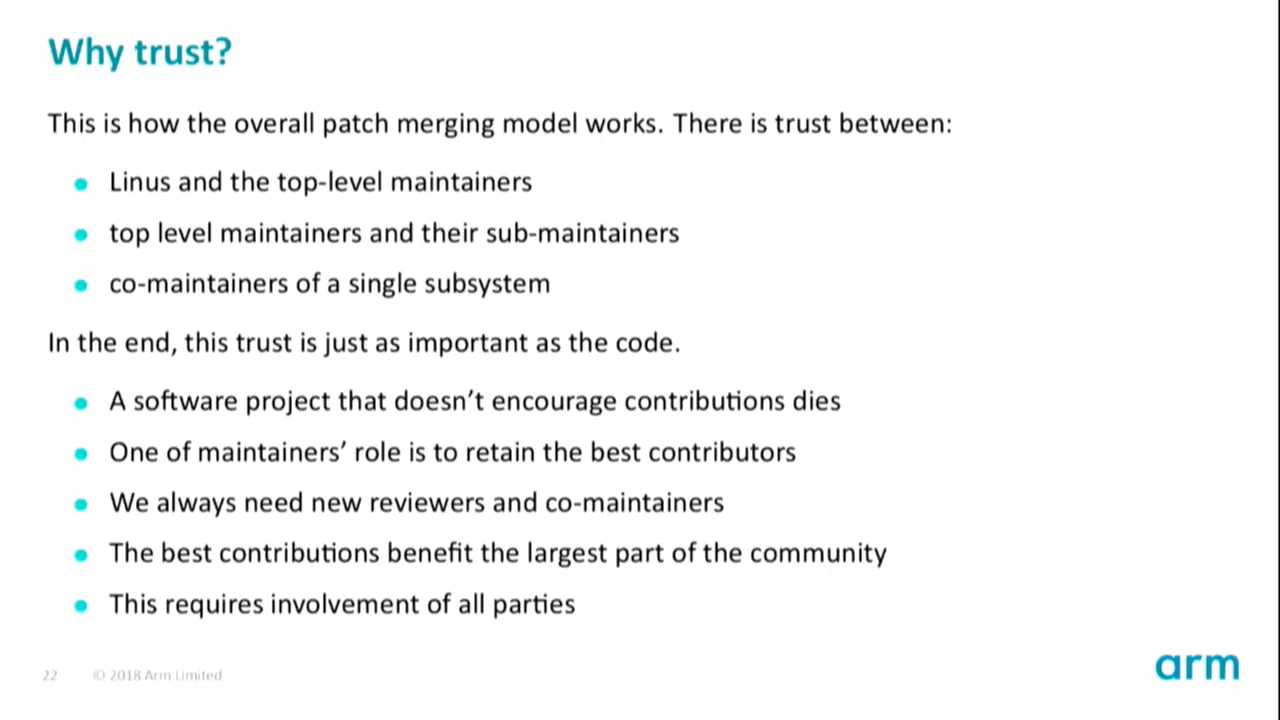 Why trust?
This is how the overall patch merging model works. There is trust between:
● Linus and the top-level maintainers
● top level maintainers and their sub-maintainers
● co-maintainers of a single subsystem
In the end, this trust is just as important as the code.
● A software project that doesn’t encourage contributions dies
● One of maintainers’ role is to retain the best contributors
● We always need new reviewers and co-maintainers
● The best contributions benefit the largest part of the community
● This requires involvement of all parties
22 © 2018 Arm Limited
arm